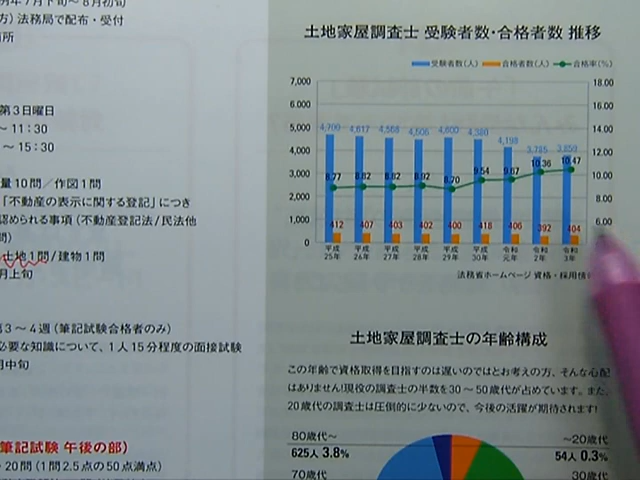 例年7月下旬～8月初旬
方)法務局で配布・受付
所
第3日曜日
～11:30
～15:30
量10問／作図1問
「不動産の表示に関する登記」につき
認められる事項(不動産登記法/民法他
問)
土地1問/建物1問
月上旬
第3～4週(筆記試験合格者のみ)
必要な知識について、1人15分程度の面接試験
月中旬
筆記試験 午後の部)
20問(1問2.5点の50点満点)
土地家屋調査士 受験者数・合格者数 推移
受験者数(人) 合格者数(人) 合格率(%)
7,000 18.00
6,000 16.00
5,000 14.00
4,000 12.00
3,000 10.00
2,000 8.00
1,000 6.00
0
4,700 4,617 4,568 4,506 4,600 4,380 4,198 3,785 3,859
8.77 8.82 8.82 8.92 8.70 9.54 9.67 10.36 10.47
412 407 403 402 400 418 406 392 404
平成25年 平成26年 平成27年 平成28年 平成29年 平成30年 令和元年 令和2年 令和3年
法務省ホームページ 資格・採用情
土地家屋調査士の年齢構成
この年齢で資格取得を目指すのは遅いのではとお考えの方、そんな心配
はありません!現役の調査士の半数を30～50歳代が占めています。また、
20歳代の調査士は圧倒的に少ないので、今後の活躍が期待されます!
80歳代～
625人 3.8%
70歳代
～20歳代
54人 0.3%
30歳代